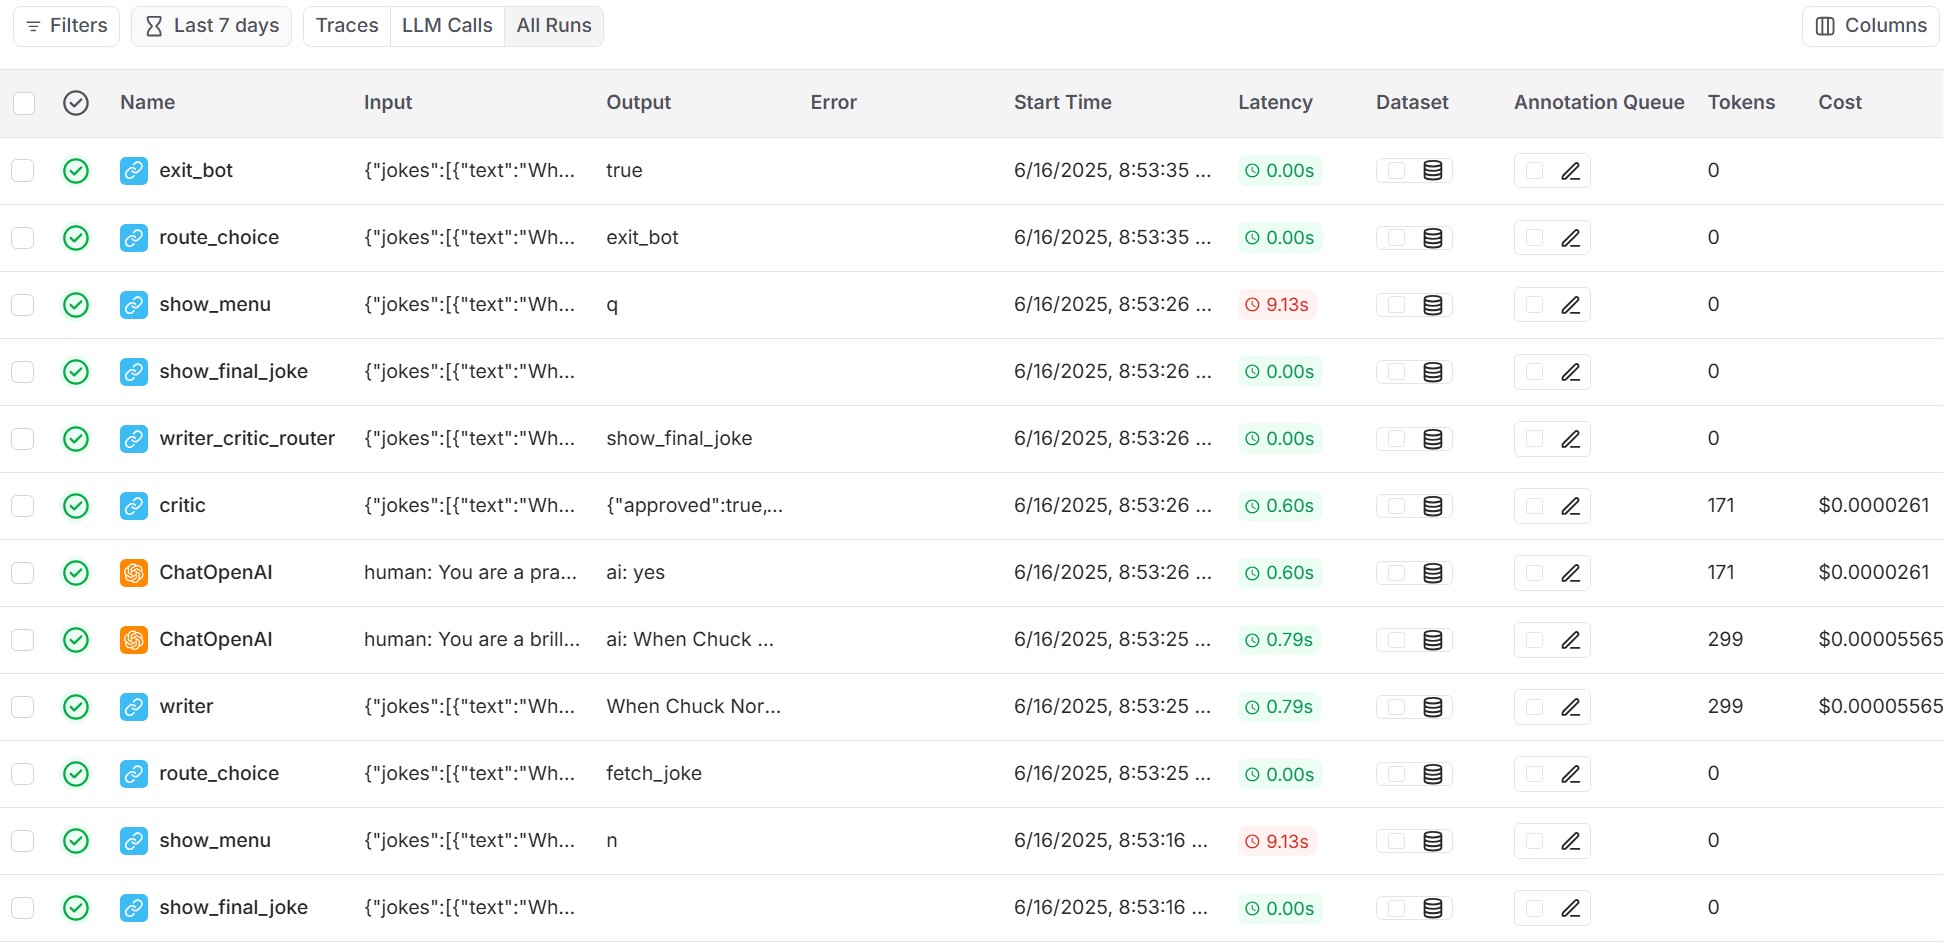 Filters Last 7 days Traces LLM Calls All Runs Columns
Name Input Output Error Start Time Latency Dataset Annotation Queue Tokens Cost
exit_bot {"jokes":[{"text":"Wh... true 6/16/2025, 8:53:35 ... 0.00s 0
route_choice {"jokes":[{"text":"Wh... exit_bot 6/16/2025, 8:53:35 ... 0.00s 0
show_menu {"jokes":[{"text":"Wh... q 6/16/2025, 8:53:26 ... 9.13s 0
show_final_joke {"jokes":[{"text":"Wh... 6/16/2025, 8:53:26 ... 0.00s 0
writer_critic_router {"jokes":[{"text":"Wh... show_final_joke 6/16/2025, 8:53:26 ... 0.00s 0
critic {"jokes":[{"text":"Wh... {"approved":true,... 6/16/2025, 8:53:26 ... 0.60s 171 $0.0000261
ChatOpenAI human: You are a pra... ai: yes 6/16/2025, 8:53:26 ... 0.60s 171 $0.0000261
ChatOpenAI human: You are a brill... ai: When Chuck ... 6/16/2025, 8:53:25 ... 0.79s 299 $0.00005565
writer {"jokes":[{"text":"Wh... When Chuck Nor... 6/16/2025, 8:53:25 ... 0.79s 299 $0.00005565
route_choice {"jokes":[{"text":"Wh... fetch_joke 6/16/2025, 8:53:25 ... 0.00s 0
show_menu {"jokes":[{"text":"Wh... n 6/16/2025, 8:53:16 ... 9.13s 0
show_final_joke {"jokes":[{"text":"Wh... 6/16/2025, 8:53:16 ... 0.00s 0